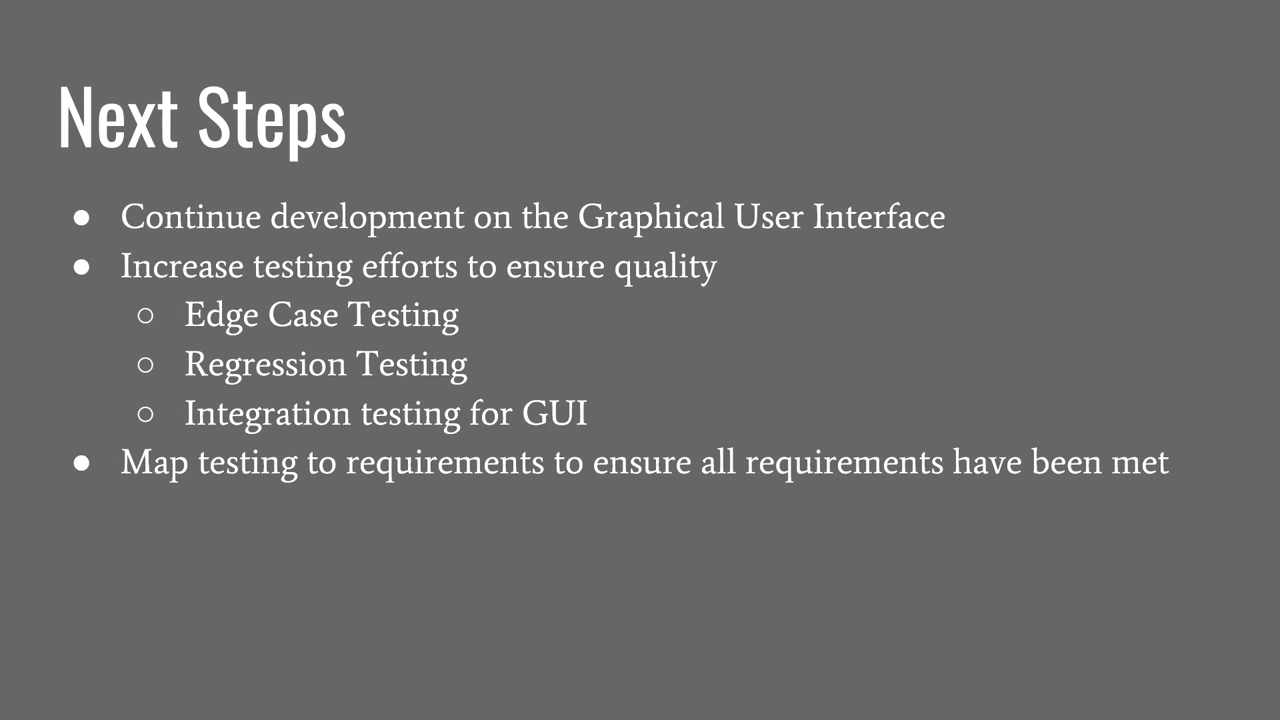 Next Steps
● Continue development on the Graphical User Interface
● Increase testing efforts to ensure quality
○ Edge Case Testing
○ Regression Testing
○ Integration testing for GUI
● Map testing to requirements to ensure all requirements have been met